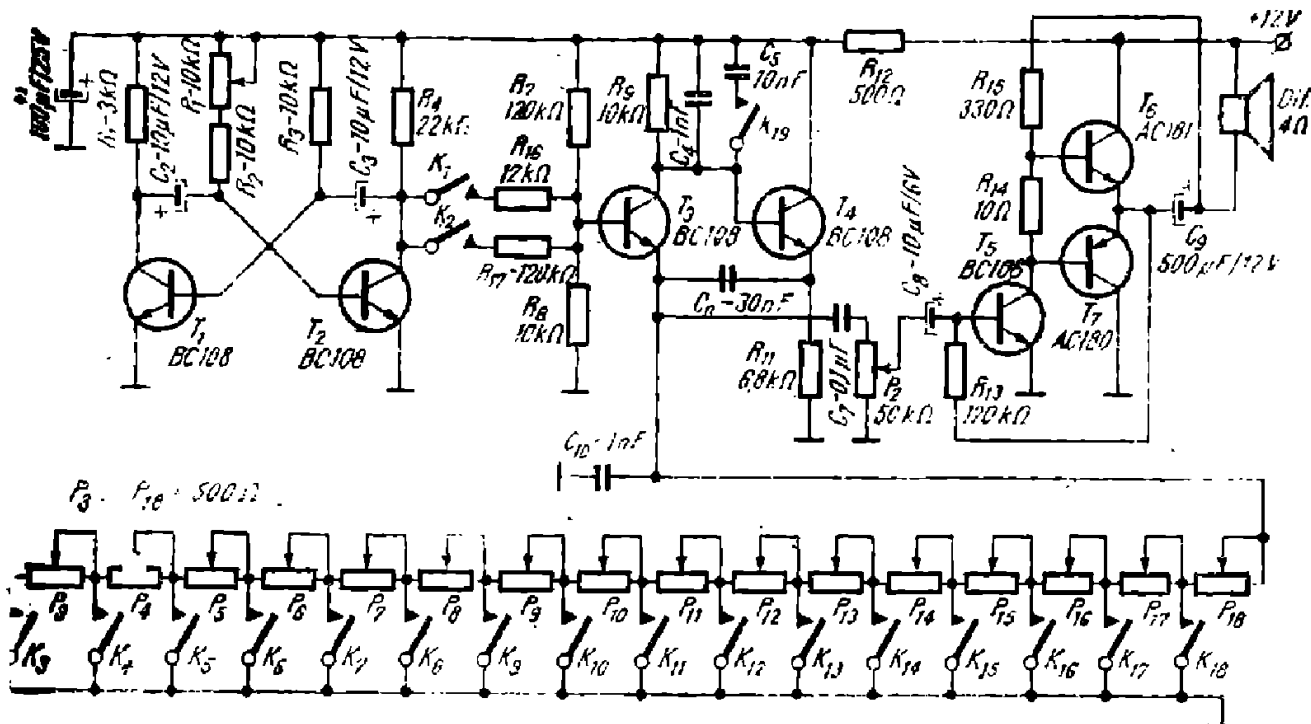 +12V
100μF/25V
R1-3kΩ
C2-10μF/12V
P1-10kΩ
R2-10kΩ
R3-10kΩ
C3-10μF/12V
R4
22kΩ
K1
K2
R16
12kΩ
R17-120kΩ
R7
120kΩ
R8
10kΩ
R9
10kΩ
C4-1nF
C5
10nF
K19
T1
BC108
T2
BC108
T3
BC108
T4
BC108
R12
500Ω
R11
6,8kΩ
C7-0,1μF
P2
50kΩ
C8-10μF/6V
T5
R13
120kΩ
R15
330Ω
R14
10Ω
T6
AC181
T7
AC180
C9
500μF/12V
Dif.
4Ω
C10-1nF
P3
P18
500Ω
P4
P5
P6
P7
P8
P9
P10
P11
P12
P13
P14
P15
P16
P17
P18
K3
K4
K5
K6
K7
K8
K9
K10
K11
K12
K13
K14
K15
K16
K17
K18